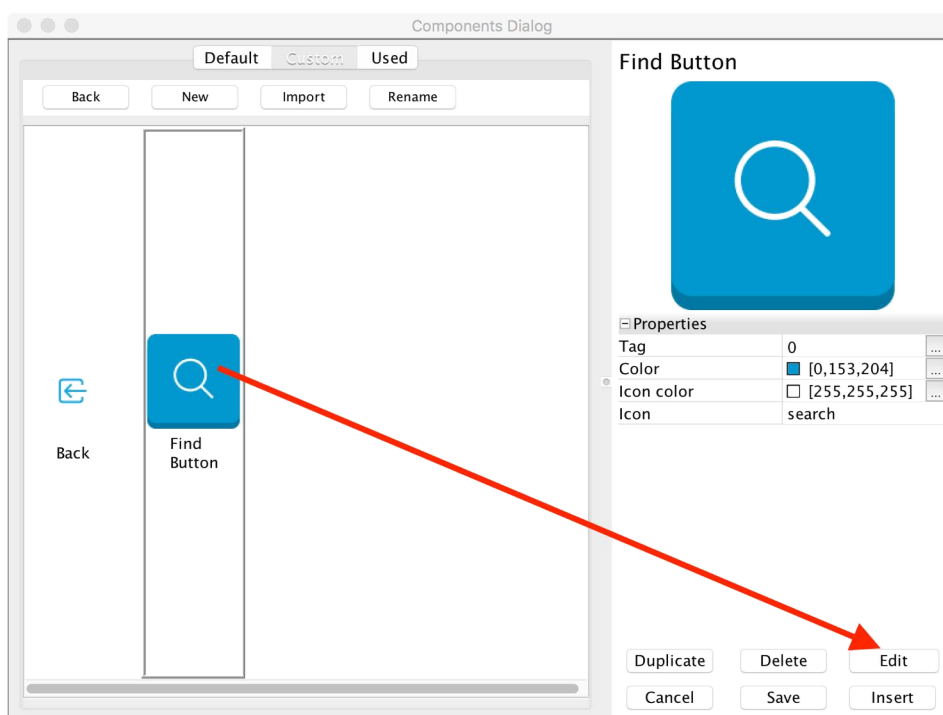 Components Dialog
Default Custom Used
Back New Import Rename
Back
Find
Button
Find Button
Properties
Tag 0 ...
Color [0,153,204] ...
Icon color [255,255,255] ...
Icon search
Duplicate Delete Edit
Cancel Save Insert